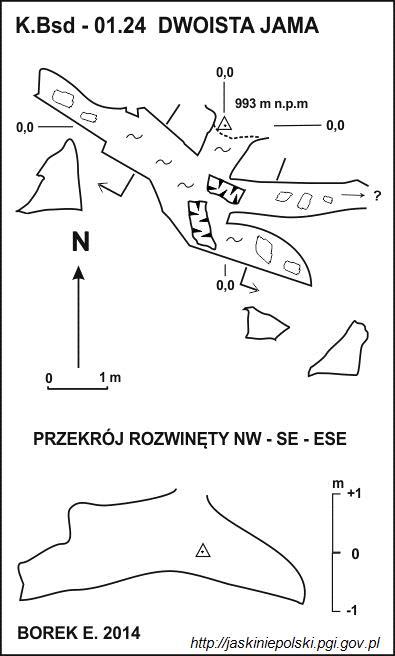 K.Bsd - 01.24 DWOISTA JAMA
0,0
993 m n.p.m
0,0
0,0
?
N
0,0
0 1 m
PRZEKRÓJ ROZWINĘTY NW - SE - ESE
m
+1
0
-1
BOREK E. 2014
http://jaskiniepolski.pgi.gov.pl